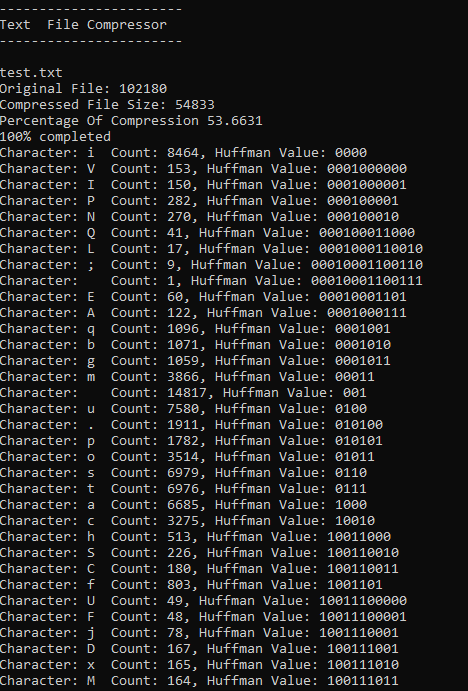 -----------------------
Text  File Compressor
-----------------------

test.txt
Original File: 102180
Compressed File Size: 54833
Percentage Of Compression 53.6631
100% completed
Character: i  Count: 8464, Huffman Value: 0000
Character: V  Count: 153, Huffman Value: 0001000000
Character: I  Count: 150, Huffman Value: 0001000001
Character: P  Count: 282, Huffman Value: 000100001
Character: N  Count: 270, Huffman Value: 000100010
Character: Q  Count: 41, Huffman Value: 000100011000
Character: L  Count: 17, Huffman Value: 0001000110010
Character: ;  Count: 9, Huffman Value: 00010001100110
Character:    Count: 1, Huffman Value: 00010001100111
Character: E  Count: 60, Huffman Value: 00010001101
Character: A  Count: 122, Huffman Value: 0001000111
Character: q  Count: 1096, Huffman Value: 0001001
Character: b  Count: 1071, Huffman Value: 0001010
Character: g  Count: 1059, Huffman Value: 0001011
Character: m  Count: 3866, Huffman Value: 00011
Character:    Count: 14817, Huffman Value: 001
Character: u  Count: 7580, Huffman Value: 0100
Character: .  Count: 1911, Huffman Value: 010100
Character: p  Count: 1782, Huffman Value: 010101
Character: o  Count: 3514, Huffman Value: 01011
Character: s  Count: 6979, Huffman Value: 0110
Character: t  Count: 6976, Huffman Value: 0111
Character: a  Count: 6685, Huffman Value: 1000
Character: c  Count: 3275, Huffman Value: 10010
Character: h  Count: 513, Huffman Value: 10011000
Character: S  Count: 226, Huffman Value: 100110010
Character: C  Count: 180, Huffman Value: 100110011
Character: f  Count: 803, Huffman Value: 1001101
Character: U  Count: 49, Huffman Value: 10011100000
Character: F  Count: 48, Huffman Value: 10011100001
Character: j  Count: 78, Huffman Value: 1001110001
Character: D  Count: 167, Huffman Value: 100111001
Character: x  Count: 165, Huffman Value: 100111010
Character: M  Count: 164, Huffman Value: 100111011